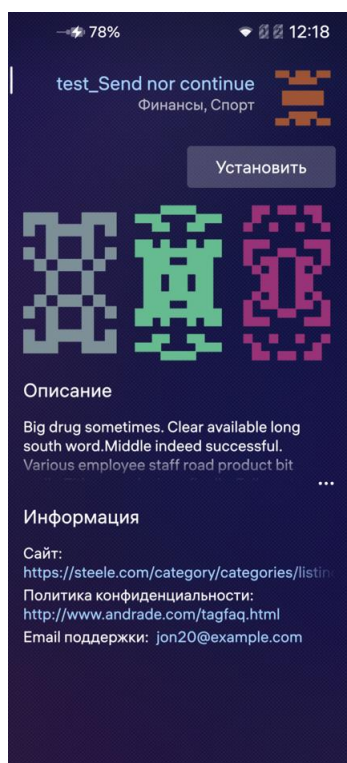 78%
12:18
test_Send nor continue
Финансы, Спорт
Установить
Описание
Big drug sometimes. Clear available long
south word.Middle indeed successful.
Various employee staff road product bit
...
Информация
Сайт:
https://steele.com/category/categories/listin
Политика конфиденциальности:
http://www.andrade.com/tagfaq.html
Email поддержки: jon20@example.com